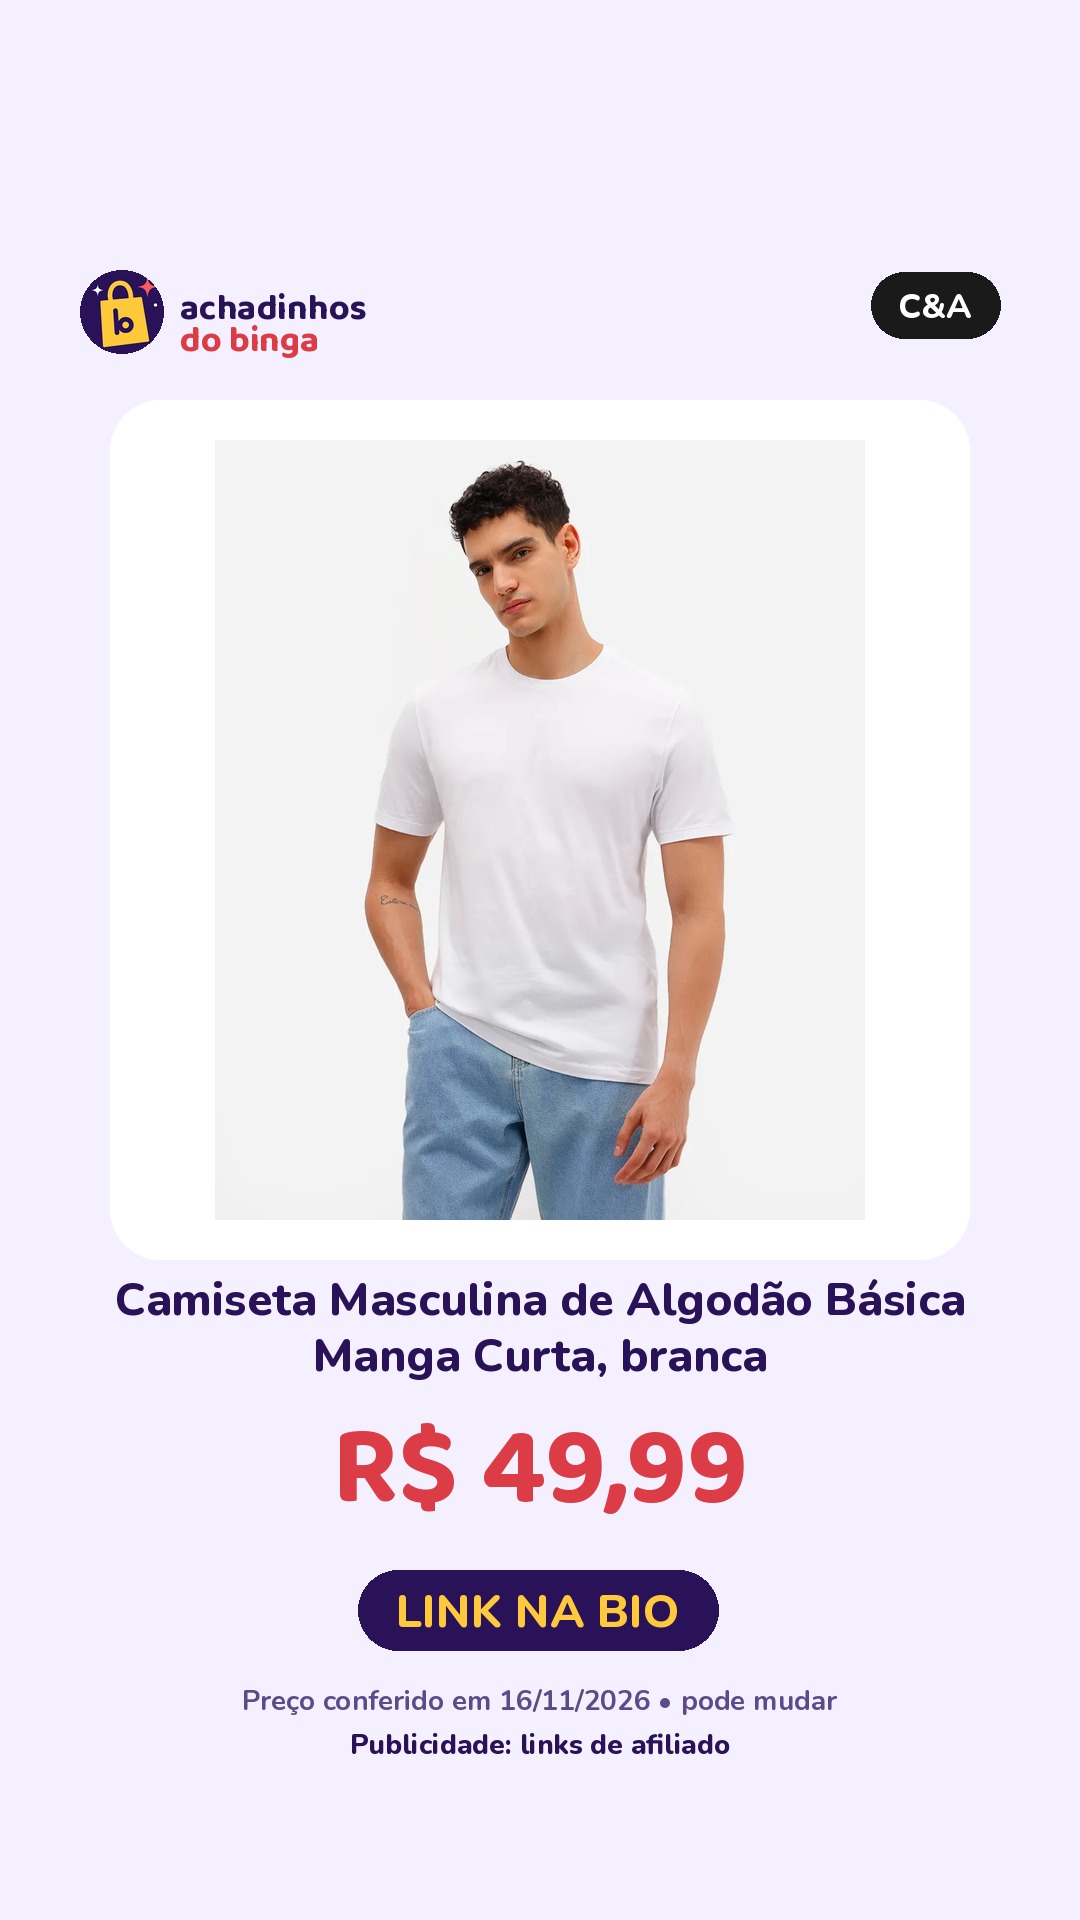 b
achadinhos
do binga
C&A
Camiseta Masculina de Algodão Básica
Manga Curta, branca
R$ 49,99
LINK NA BIO
Preço conferido em 16/11/2026 • pode mudar
Publicidade: links de afiliado